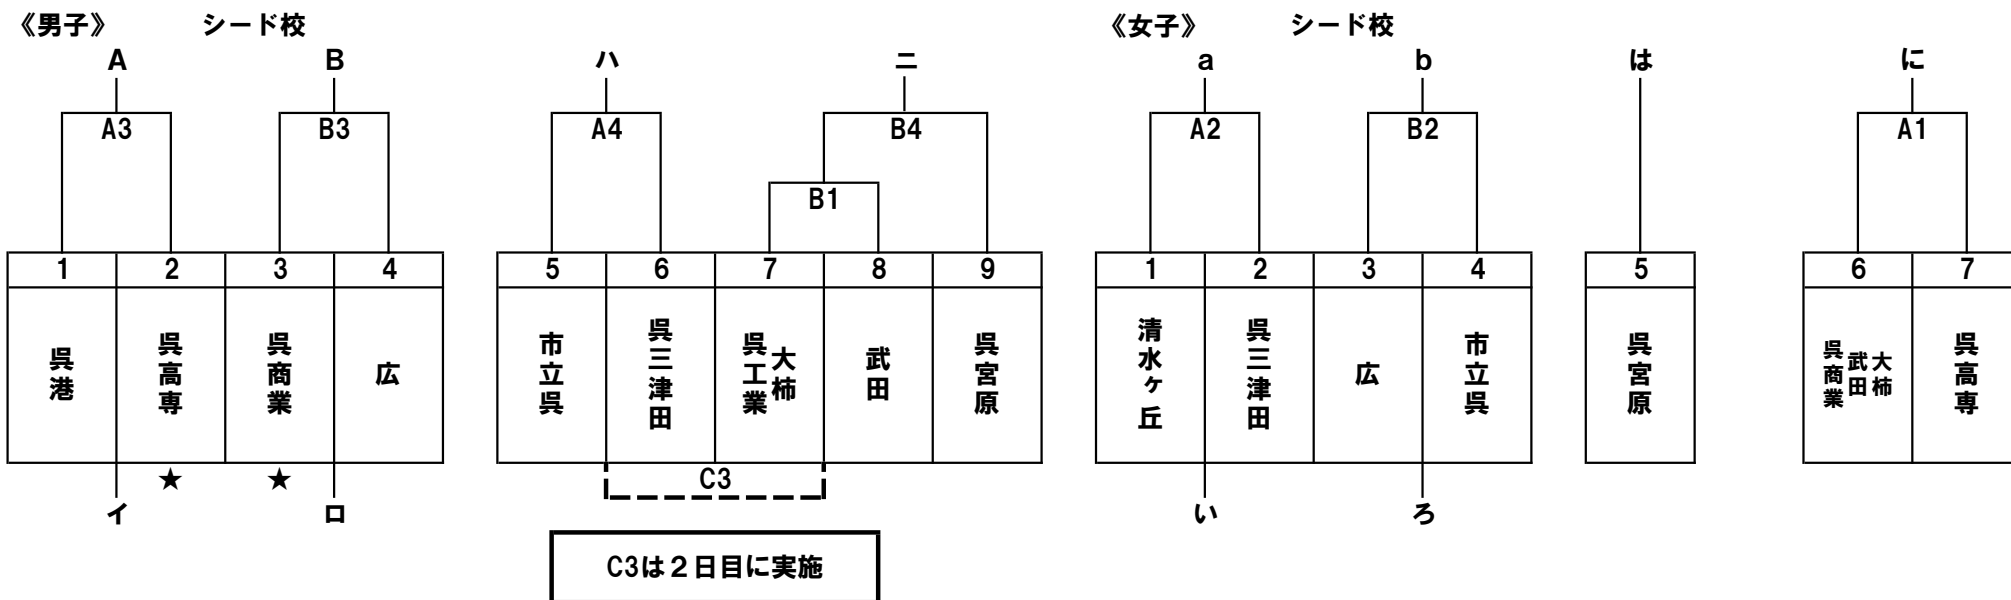 《男子》 シード校 《女子》 シード校
A B ハ ニ a b は に
A3 B3 A4 B4 A2 B2 A1
B1
1 2 3 4 5 6 7 8 9 1 2 3 4 5 6 7
呉港
呉高専
呉商業
広
市立呉
呉三津田
呉工業
大柿
武田
呉宮原
清水ヶ丘
呉三津田
広
市立呉
呉宮原
呉商業
武田
大柿
呉高専
★ ★ C3
イ ロ い ろ
C3は2日目に実施